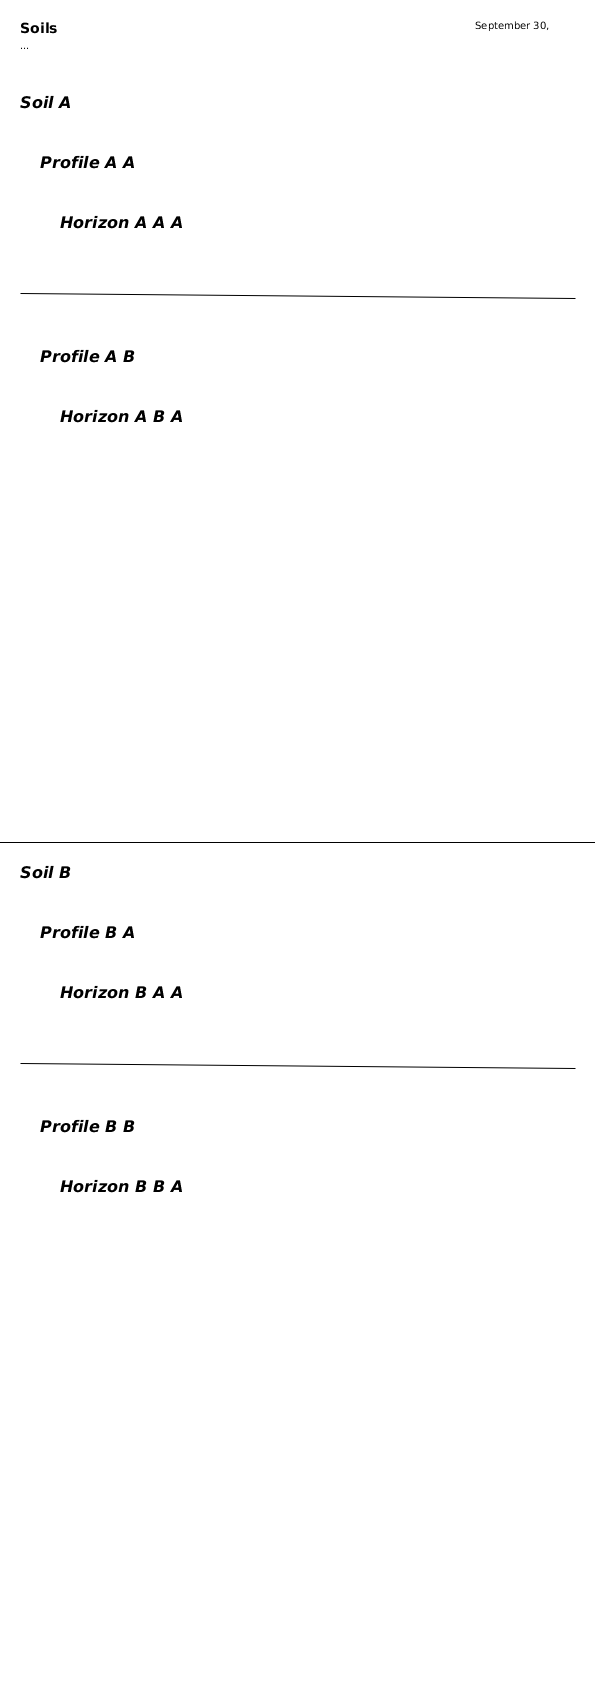 Soils
September 30,
...
Soil A
Profile A A
Horizon A A A
Profile A B
Horizon A B A
Soil B
Profile B A
Horizon B A A
Profile B B
Horizon B B A